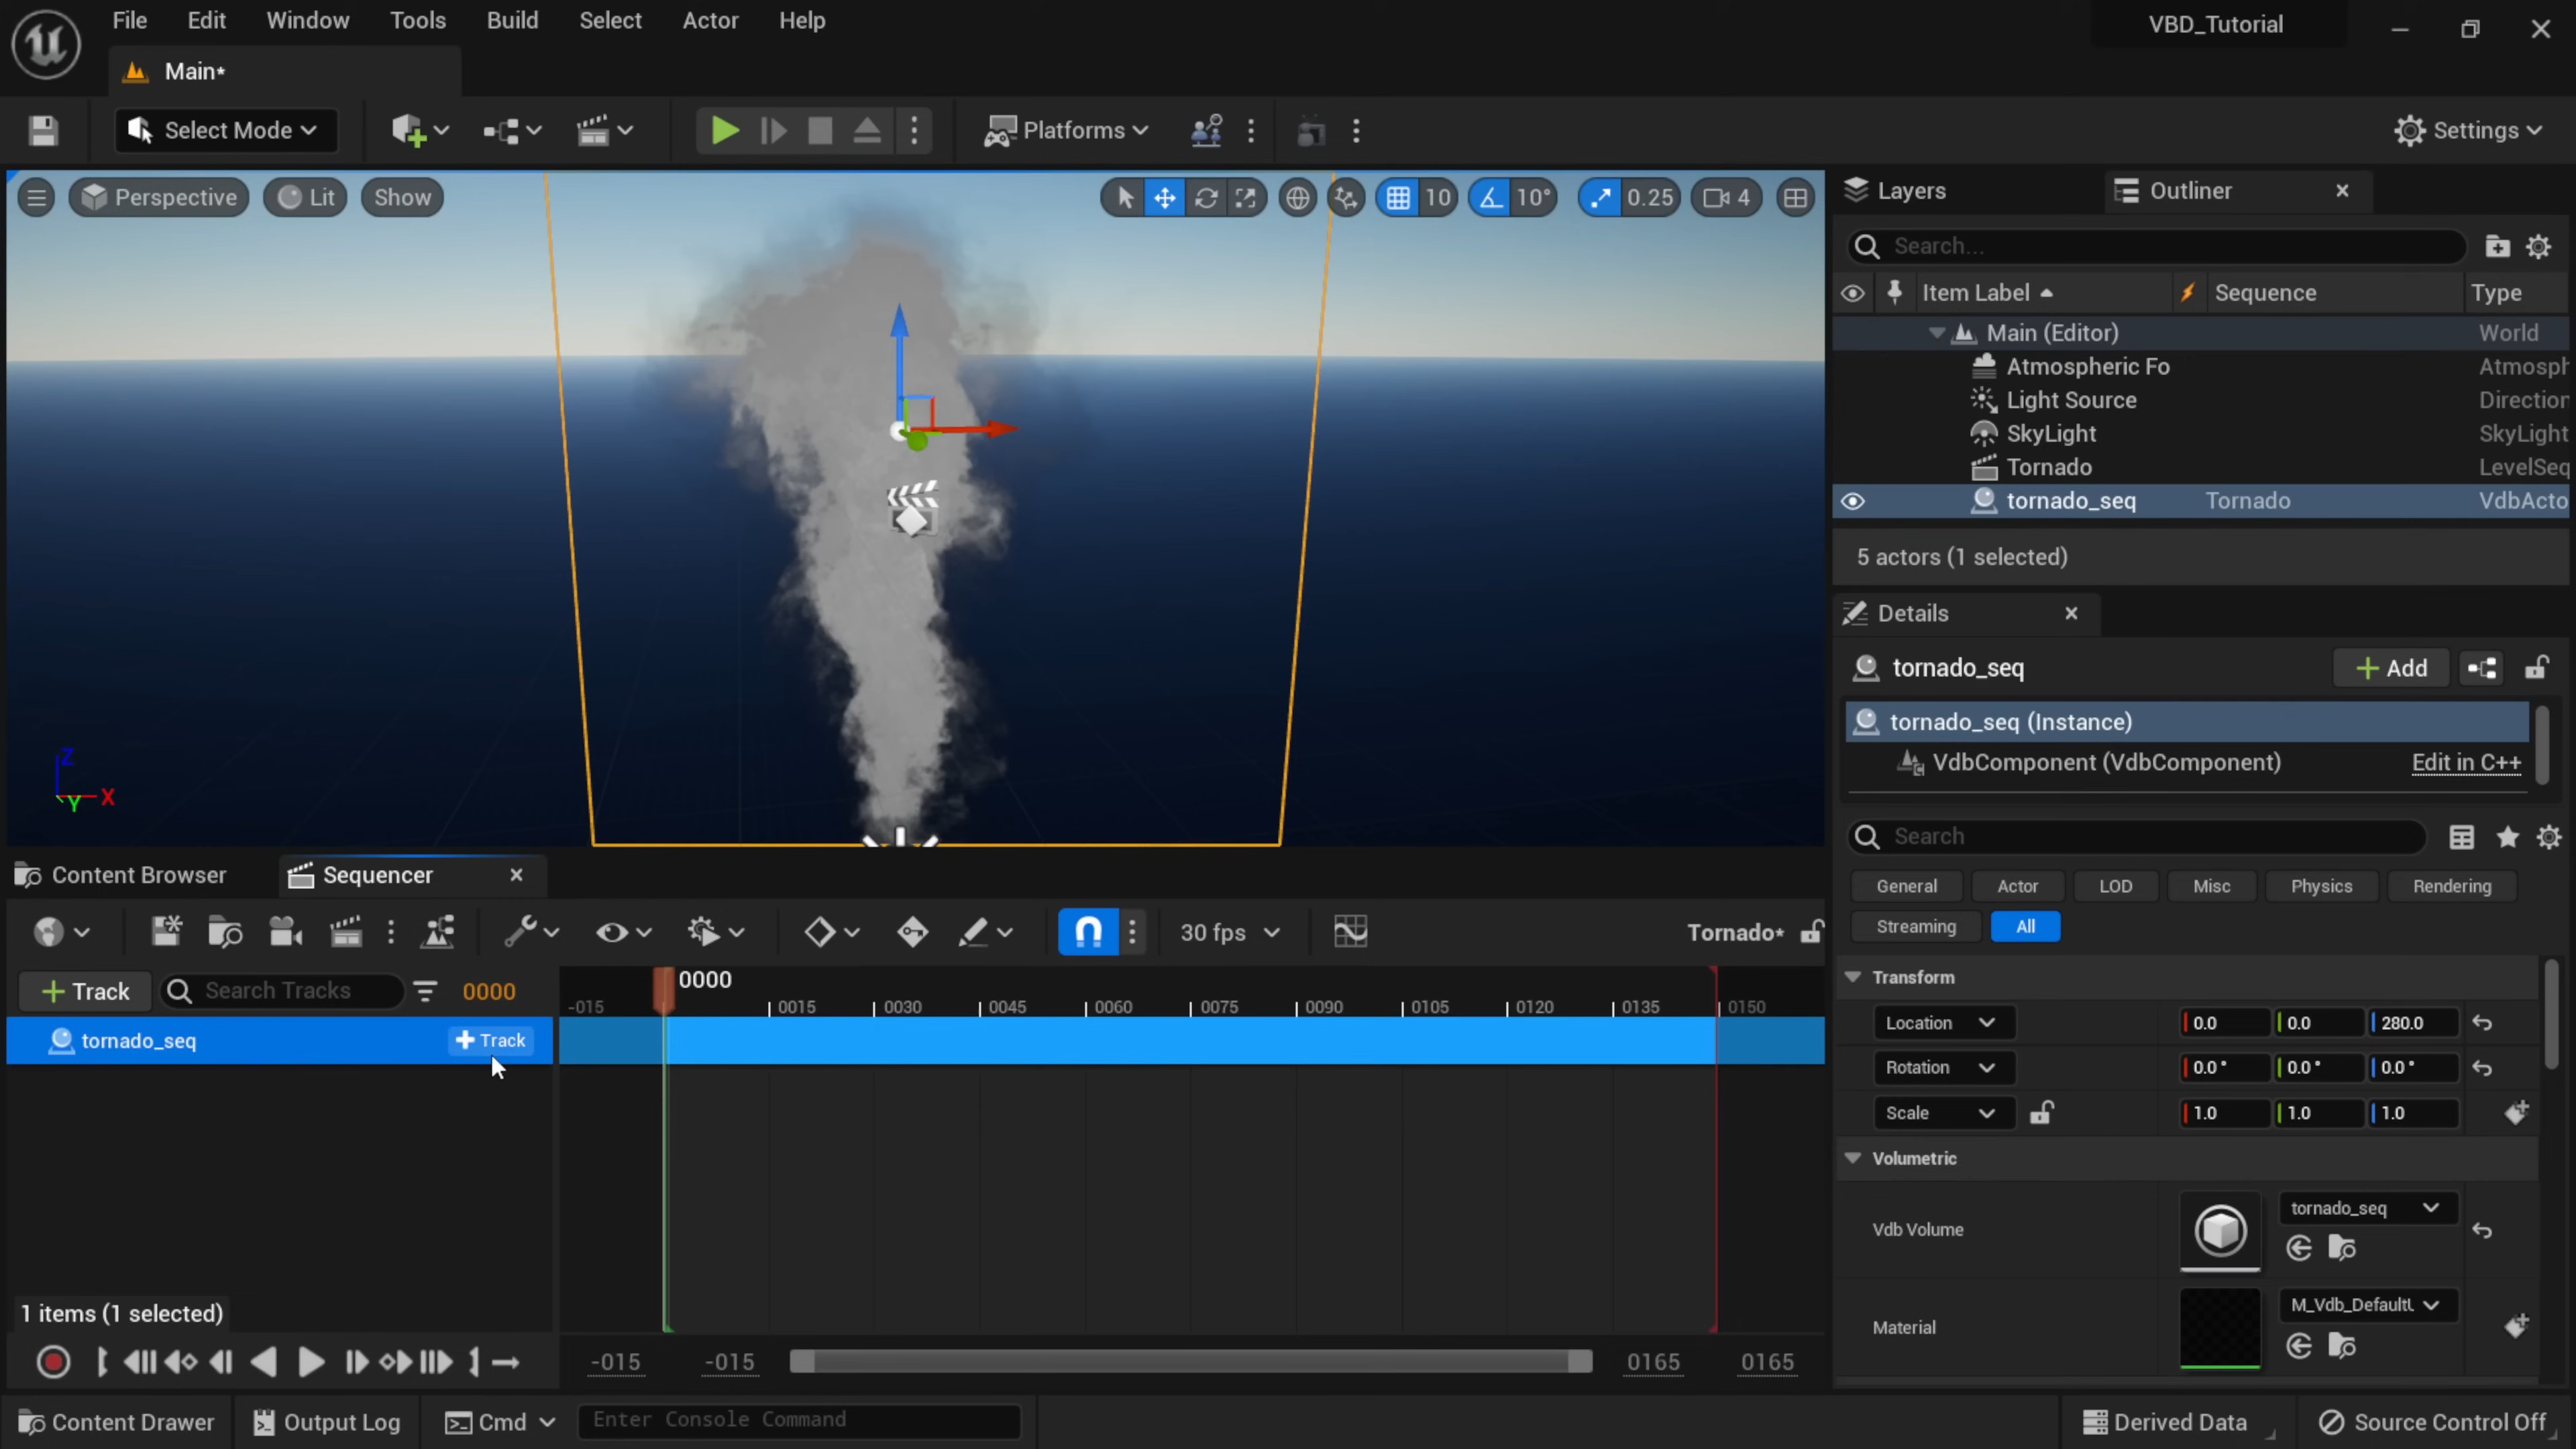 File Edit Window Tools Build Select Actor Help
VBD_Tutorial
Main*
Select Mode
Platforms
Settings
Perspective Lit Show
10 10° 0.25 4
Layers Outliner
Search...
Item Label Sequence Type
Main (Editor) World
Atmospheric Fo Atmosph
Light Source Direction
SkyLight SkyLight
Tornado LevelSeq
tornado_seq Tornado VdbActo
5 actors (1 selected)
Details
tornado_seq Add
tornado_seq (Instance)
VdbComponent (VdbComponent) Edit in C++
Search
General Actor LOD Misc Physics Rendering
Streaming All
Transform
Location 0.0 0.0 280.0
Rotation 0.0° 0.0° 0.0°
Scale 1.0 1.0 1.0
Volumetric
Vdb Volume tornado_seq
Material M_Vdb_Default
Z
Y X
Content Browser Sequencer
30 fps Tornado*
+ Track Search Tracks 0000
0000
-015 0015 0030 0045 0060 0075 0090 0105 0120 0135 0150
tornado_seq + Track
1 items (1 selected)
-015 -015 0165 0165
Content Drawer Output Log Cmd Enter Console Command
Derived Data Source Control Off